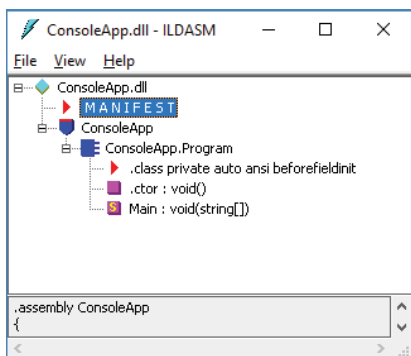 ConsoleApp.dll - ILDASM
File View Help
ConsoleApp.dll
MANIFEST
ConsoleApp
ConsoleApp.Program
.class private auto ansi beforefieldinit
.ctor : void()
S Main : void(string[])
.assembly ConsoleApp
{